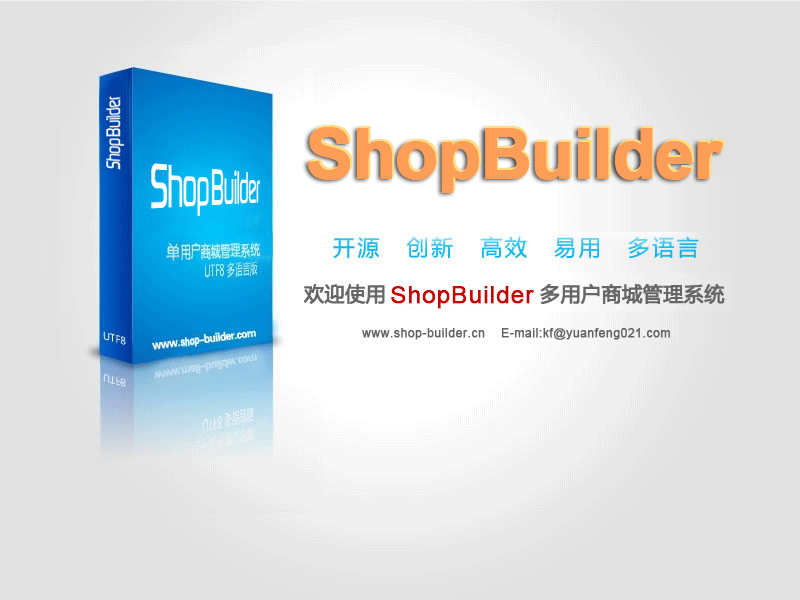 ShopBuilder
ShopBuilder
单用户商城管理系统
UTF8 多语言版
UTF8
www.shop-builder.com
ShopBuilder
开源 创新 高效 易用 多语言
欢迎使用 ShopBuilder 多用户商城管理系统
www.shop-builder.cn E-mail:kf@yuanfeng021.com